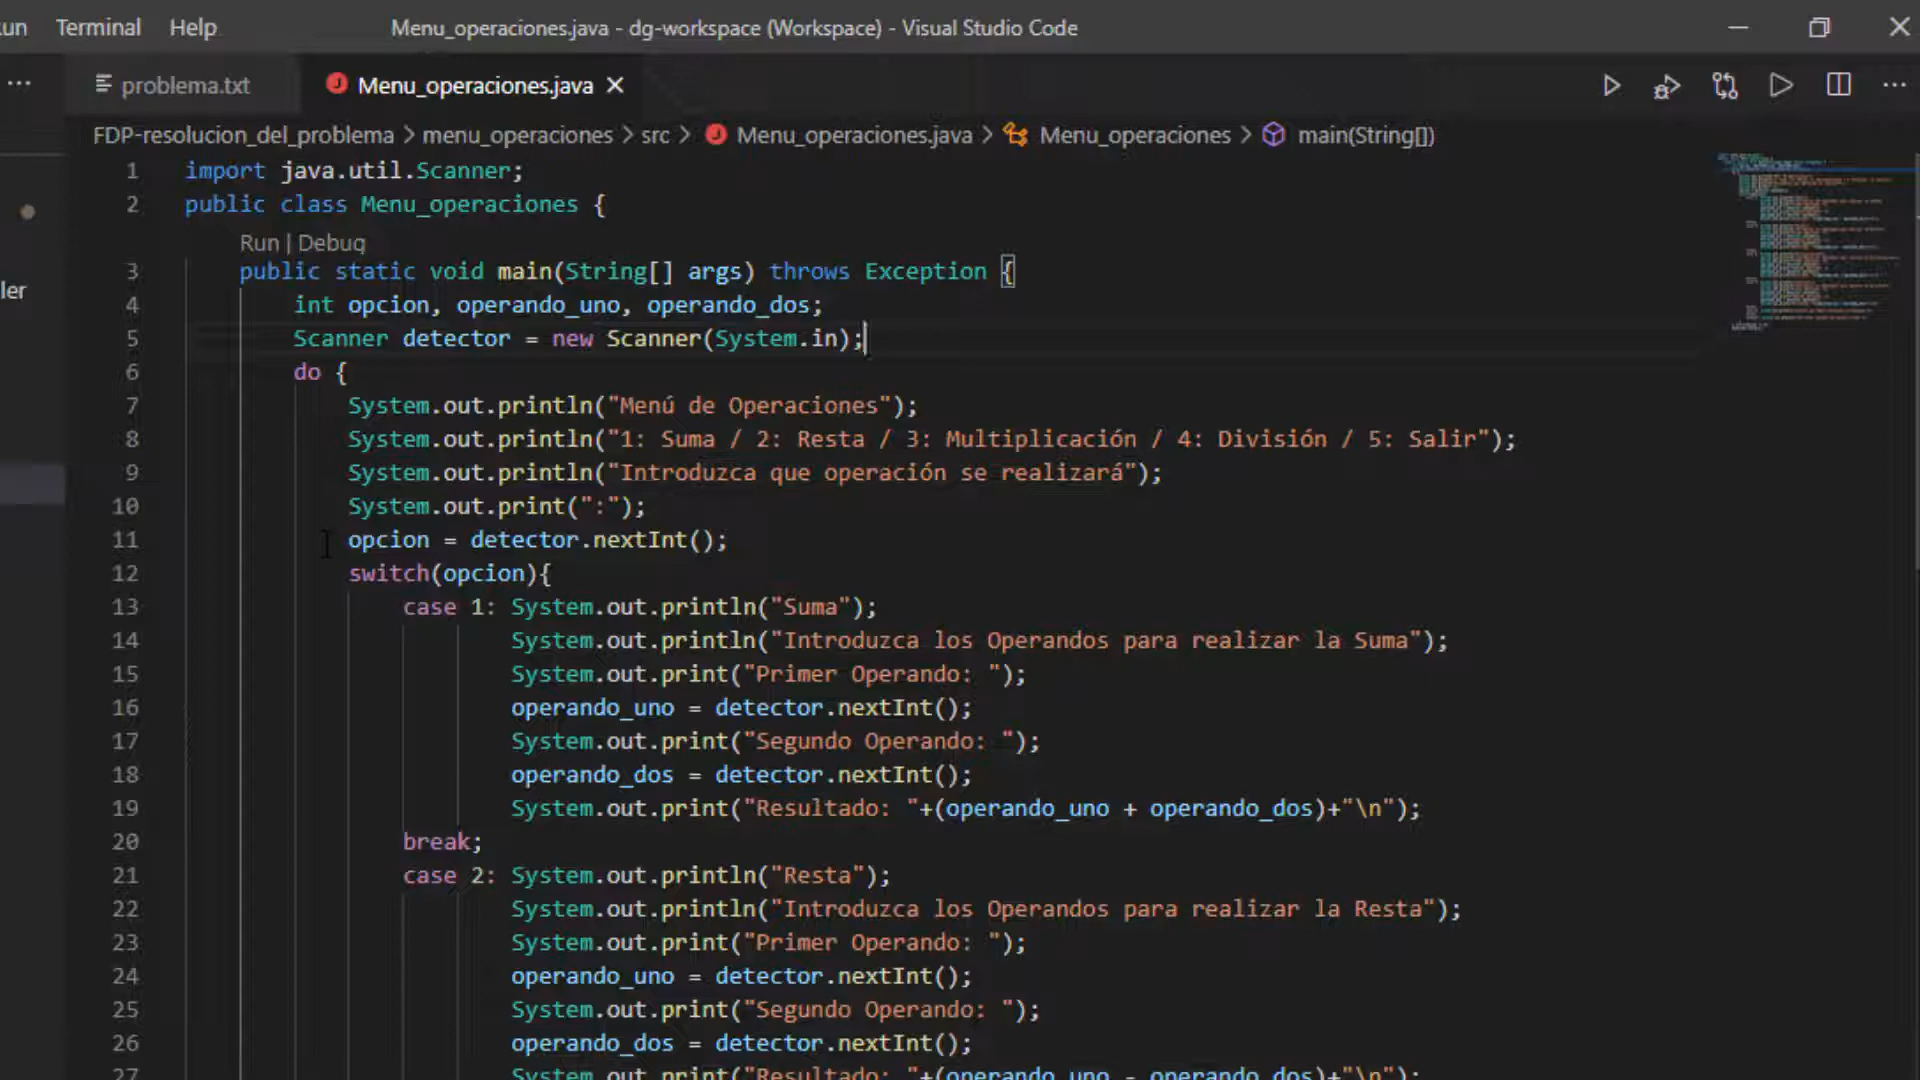 Terminal Help Menu_operaciones.java - dg-workspace (Workspace) - Visual Studio Code
problema.txt Menu_operaciones.java
FDP-resolucion_del_problema > menu_operaciones > src > Menu_operaciones.java > Menu_operaciones > main(String[])
1 import java.util.Scanner;
2 public class Menu_operaciones {
Run | Debug
3 public static void main(String[] args) throws Exception {
4 int opcion, operando_uno, operando_dos;
5 Scanner detector = new Scanner(System.in);
6 do {
7 System.out.println("Menú de Operaciones");
8 System.out.println("1: Suma / 2: Resta / 3: Multiplicación / 4: División / 5: Salir");
9 System.out.println("Introduzca que operación se realizará");
10 System.out.print(":");
11 opcion = detector.nextInt();
12 switch(opcion){
13 case 1: System.out.println("Suma");
14 System.out.println("Introduzca los Operandos para realizar la Suma");
15 System.out.print("Primer Operando: ");
16 operando_uno = detector.nextInt();
17 System.out.print("Segundo Operando: ");
18 operando_dos = detector.nextInt();
19 System.out.print("Resultado: "+(operando_uno + operando_dos)+"\n");
20 break;
21 case 2: System.out.println("Resta");
22 System.out.println("Introduzca los Operandos para realizar la Resta");
23 System.out.print("Primer Operando: ");
24 operando_uno = detector.nextInt();
25 System.out.print("Segundo Operando: ");
26 operando_dos = detector.nextInt();
27 System.out.print("Resultado: "+(operando_uno - operando_dos)+"\n");